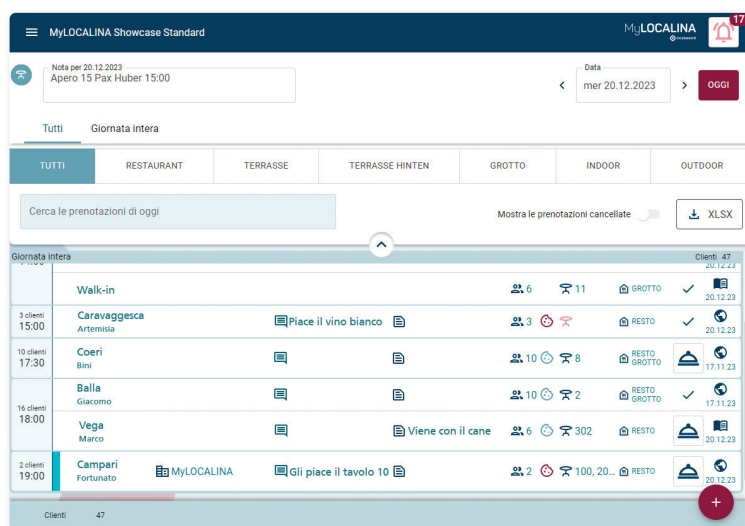 MyLOCALINA Showcase Standard
MyLOCALINA
localsearch
17
Nota per 20.12.2023
Apero 15 Pax Huber 15:00
Data
mer 20.12.2023
OGGI
Tutti Giornata intera
TUTTI RESTAURANT TERRASSE TERRASSE HINTEN GROTTO INDOOR OUTDOOR
Cerca le prenotazioni di oggi
Mostra le prenotazioni cancellate
XLSX
Giornata intera Clienti 47
20.12.23
Walk-in 6 11 GROTTO 20.12.23
3 clienti
15:00
Caravaggesca
Artemisia
Piace il vino bianco
3 RESTO 20.12.23
10 clienti
17:30
Coeri
Bini
10 8 RESTO
GROTTO
17.11.23
16 clienti
18:00
Balla
Giacomo
10 2 RESTO
GROTTO
17.11.23
Vega
Marco
Viene con il cane
6 302 RESTO 20.12.23
2 clienti
19:00
Campari
Fortunato
MyLOCALINA
Gli piace il tavolo 10
2 100, 20... RESTO 20.12.23
Clienti 47